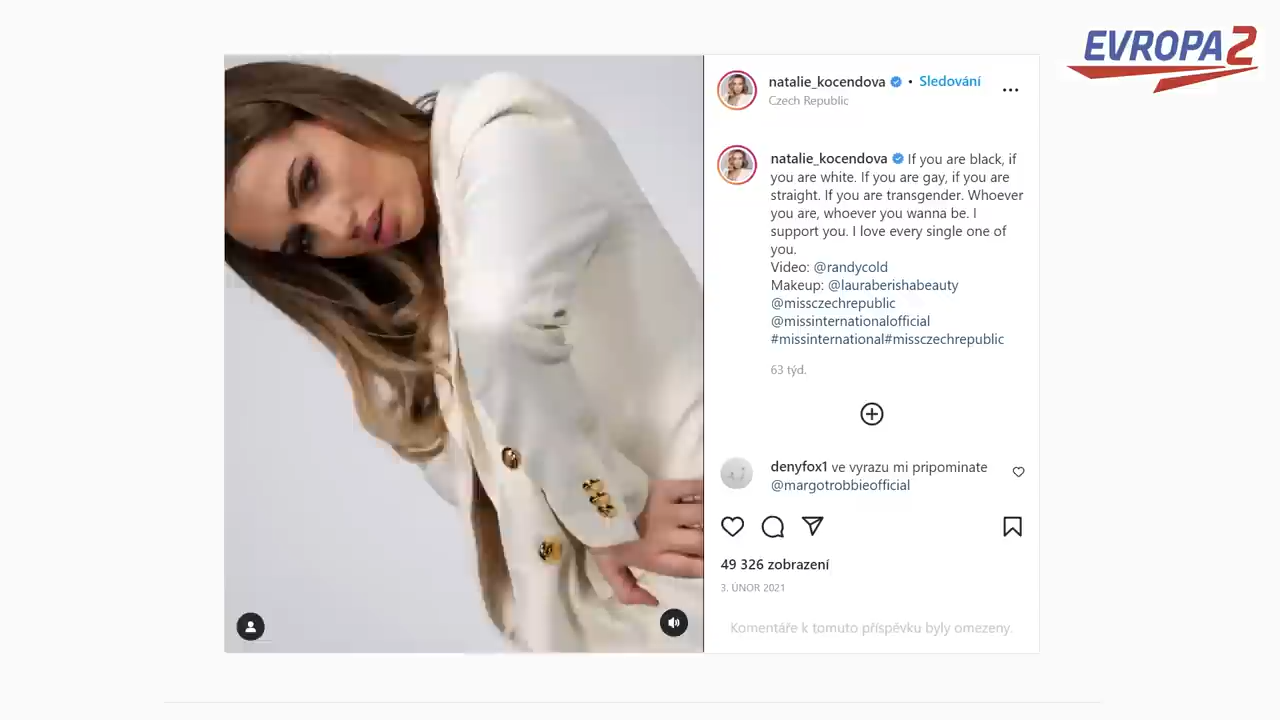 EVROPA 2
natalie_kocendova • Sledování
Czech Republic
natalie_kocendova If you are black, if
you are white. If you are gay, if you are
straight. If you are transgender. Whoever
you are, whoever you wanna be. I
support you. I love every single one of
you.
Video: @randycold
Makeup: @lauraberishabeauty
@missczechrepublic
@missinternationalofficial
#missinternational#missczechrepublic
63 týd.
denyfox1 ve vyrazu mi pripominate
@margotrobbieofficial
49 326 zobrazení
3. ÚNOR 2021
Komentáře k tomuto příspěvku byly omezeny.